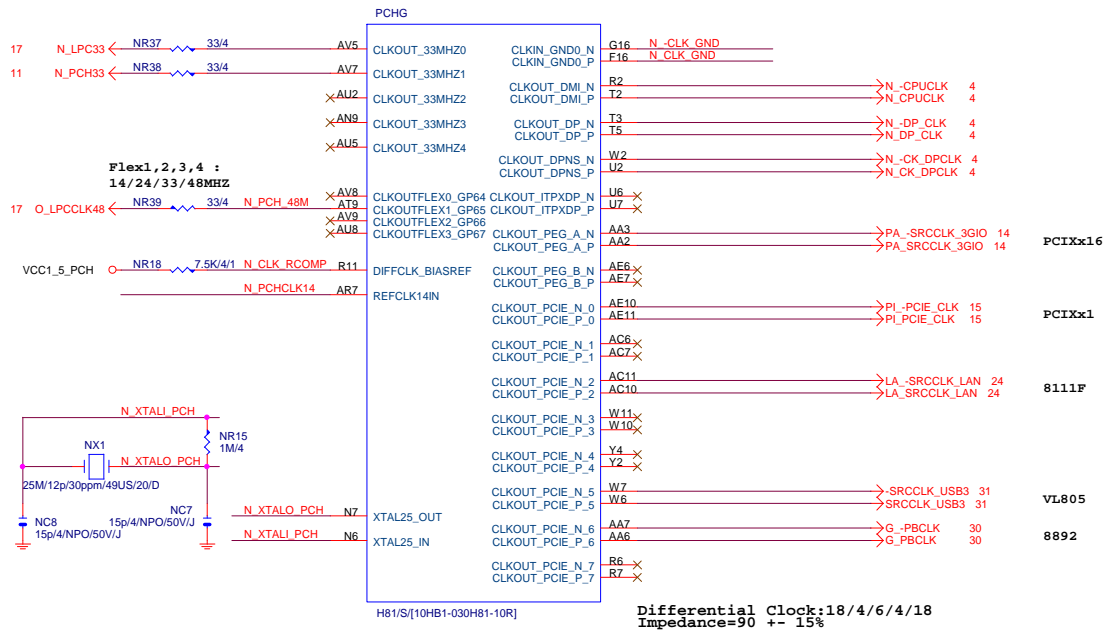 PCHG
17 N_LPC33 NR37 33/4 AV5 CLKOUT_33MHZ0
11 N_PCH33 NR38 33/4 AV7 CLKOUT_33MHZ1
AU2 CLKOUT_33MHZ2
AN9 CLKOUT_33MHZ3
AU5 CLKOUT_33MHZ4
Flex1,2,3,4 :
14/24/33/48MHZ
AV8 CLKOUTFLEX0_GP64
17 O_LPCCLK48 NR39 33/4 N_PCH_48M AT9 CLKOUTFLEX1_GP65
AV9 CLKOUTFLEX2_GP66
AU8 CLKOUTFLEX3_GP67
VCC1_5_PCH NR18 7.5K/4/1 N_CLK_RCOMP R11 DIFFCLK_BIASREF
N_PCHCLK14 AR7 REFCLK14IN
N_XTALI_PCH
NR15
1M/4
NX1
N_XTALO_PCH
25M/12p/30ppm/49US/20/D
NC8
15p/4/NPO/50V/J
NC7
15p/4/NPO/50V/J
N_XTALO_PCH N7 XTAL25_OUT
N_XTALI_PCH N6 XTAL25_IN
CLKIN_GND0_N G16 N_-CLK_GND
CLKIN_GND0_P F16 N_CLK_GND
CLKOUT_DMI_N R2 N_-CPUCLK 4
CLKOUT_DMI_P T2 N_CPUCLK 4
CLKOUT_DP_N T3 N_-DP_CLK 4
CLKOUT_DP_P T5 N_DP_CLK 4
CLKOUT_DPNS_N W2 N_-CK_DPCLK 4
CLKOUT_DPNS_P U2 N_CK_DPCLK 4
CLKOUT_ITPXDP_N U6
CLKOUT_ITPXDP_P U7
CLKOUT_PEG_A_N AA3 PA_-SRCCLK_3GIO 14
CLKOUT_PEG_A_P AA2 PA_SRCCLK_3GIO 14
PCIXx16
CLKOUT_PEG_B_N AE6
CLKOUT_PEG_B_P AE7
CLKOUT_PCIE_N_0 AE10 PI_-PCIE_CLK 15
CLKOUT_PCIE_P_0 AE11 PI_PCIE_CLK 15
PCIXx1
CLKOUT_PCIE_N_1 AC6
CLKOUT_PCIE_P_1 AC7
CLKOUT_PCIE_N_2 AC11 LA_-SRCCLK_LAN 24
CLKOUT_PCIE_P_2 AC10 LA_SRCCLK_LAN 24
8111F
CLKOUT_PCIE_N_3 W11
CLKOUT_PCIE_P_3 W10
CLKOUT_PCIE_N_4 Y4
CLKOUT_PCIE_P_4 Y2
CLKOUT_PCIE_N_5 W7 -SRCCLK_USB3 31
CLKOUT_PCIE_P_5 W6 SRCCLK_USB3 31
VL805
CLKOUT_PCIE_N_6 AA7 G_-PBCLK 30
CLKOUT_PCIE_P_6 AA6 G_PBCLK 30
8892
CLKOUT_PCIE_N_7 R6
CLKOUT_PCIE_P_7 R7
H81/S/[10HB1-030H81-10R]
Differential Clock:18/4/6/4/18
Impedance=90 +- 15%